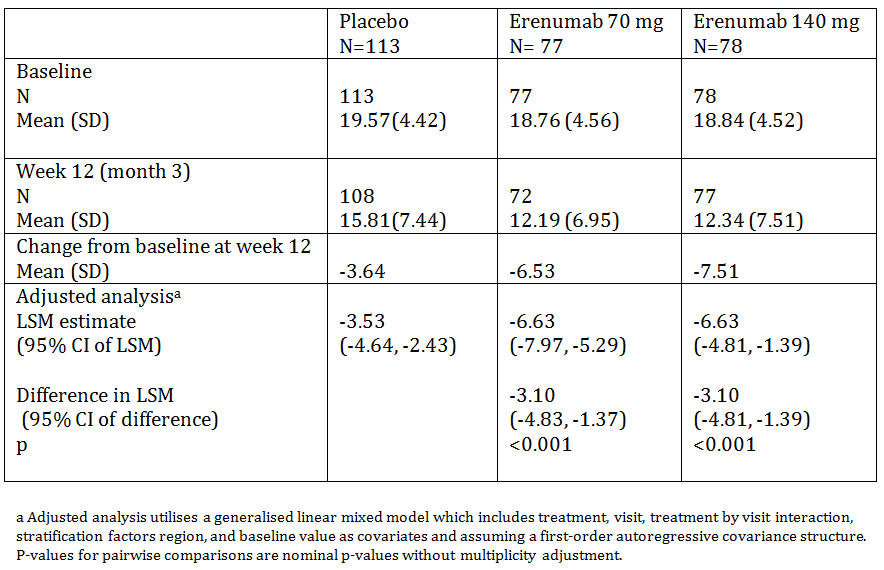 Placebo Erenumab 70 mg Erenumab 140 mg
N=113 N= 77 N=78
Baseline
N 113 77 78
Mean (SD) 19.57(4.42) 18.76 (4.56) 18.84 (4.52)
Week 12 (month 3)
N 108 72 77
Mean (SD) 15.81(7.44) 12.19 (6.95) 12.34 (7.51)
Change from baseline at week 12
Mean (SD) -3.64 -6.53 -7.51
Adjusted analysisa
LSM estimate -3.53 -6.63 -6.63
(95% CI of LSM) (-4.64, -2.43) (-7.97, -5.29) (-4.81, -1.39)
Difference in LSM -3.10 -3.10
(95% CI of difference) (-4.83, -1.37) (-4.81, -1.39)
p <0.001 <0.001
a Adjusted analysis utilises a generalised linear mixed model which includes treatment, visit, treatment by visit interaction,
stratification factors region, and baseline value as covariates and assuming a first-order autoregressive covariance structure.
P-values for pairwise comparisons are nominal p-values without multiplicity adjustment.